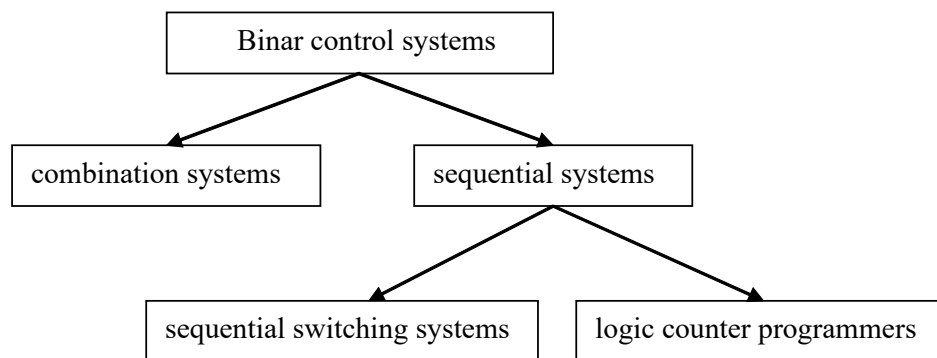 Binar control systems
combination systems
sequential systems
sequential switching systems
logic counter programmers